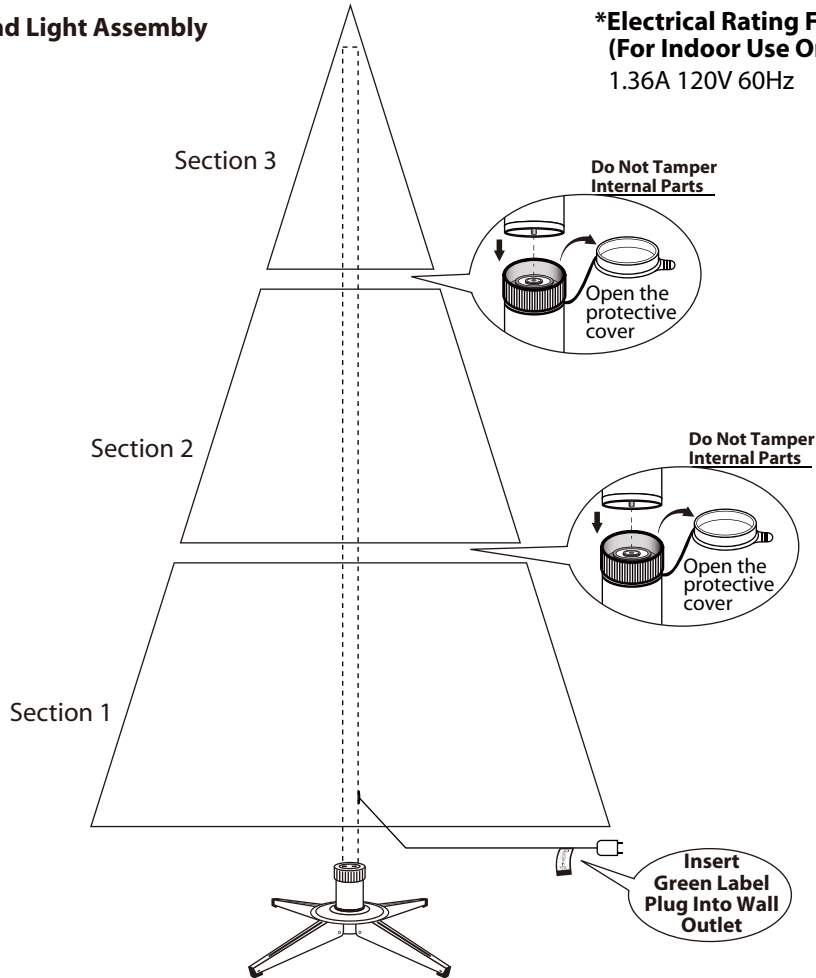 Light Assembly
*Electrical Rating
(For Indoor Use
1.36A 120V 60Hz
Section 3
Do Not Tamper
Internal Parts
Open the
protective
cover
Section 2
Do Not Tamper
Internal Parts
Open the
protective
cover
Section 1
Insert
Green Label
Plug Into Wall
Outlet